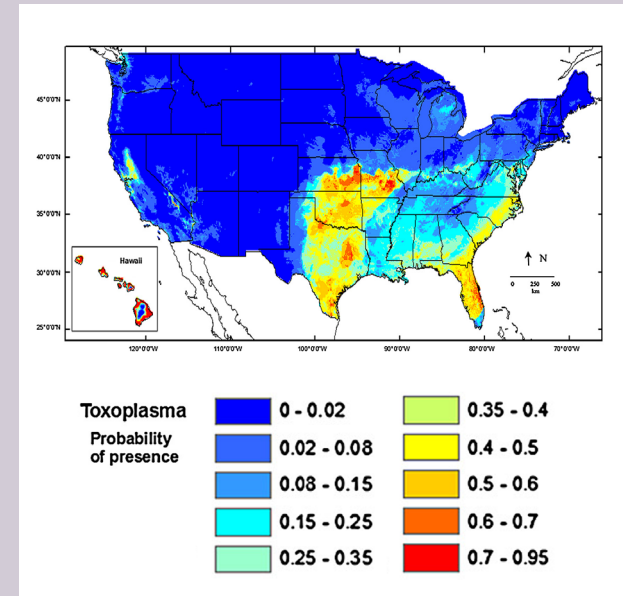 45°0'0"N
40°0'0"N
35°0'0"N
30°0'0"N
25°0'0"N
Hawaii
N
0 250 500
km
120°0'0"W 110°0'0"W 100°0'0"W 90°0'0"W 80°0'0"W 70°0'0"W
Toxoplasma
Probability
of presence
0 - 0.02
0.02 - 0.08
0.08 - 0.15
0.15 - 0.25
0.25 - 0.35
0.35 - 0.4
0.4 - 0.5
0.5 - 0.6
0.6 - 0.7
0.7 - 0.95